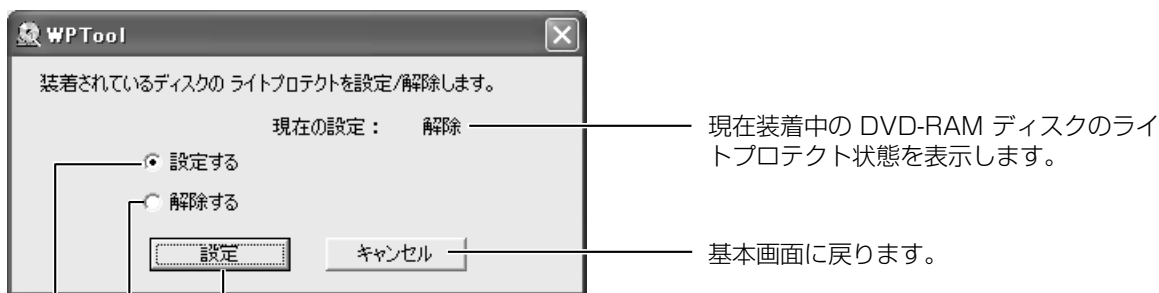 WPTool
装着されているディスクの ライトプロテクトを設定/解除します。
現在の設定： 解除
設定する
解除する
設定 キャンセル
現在装着中の DVD-RAM ディスクのライ
トプロテクト状態を表示します。
基本画面に戻ります。